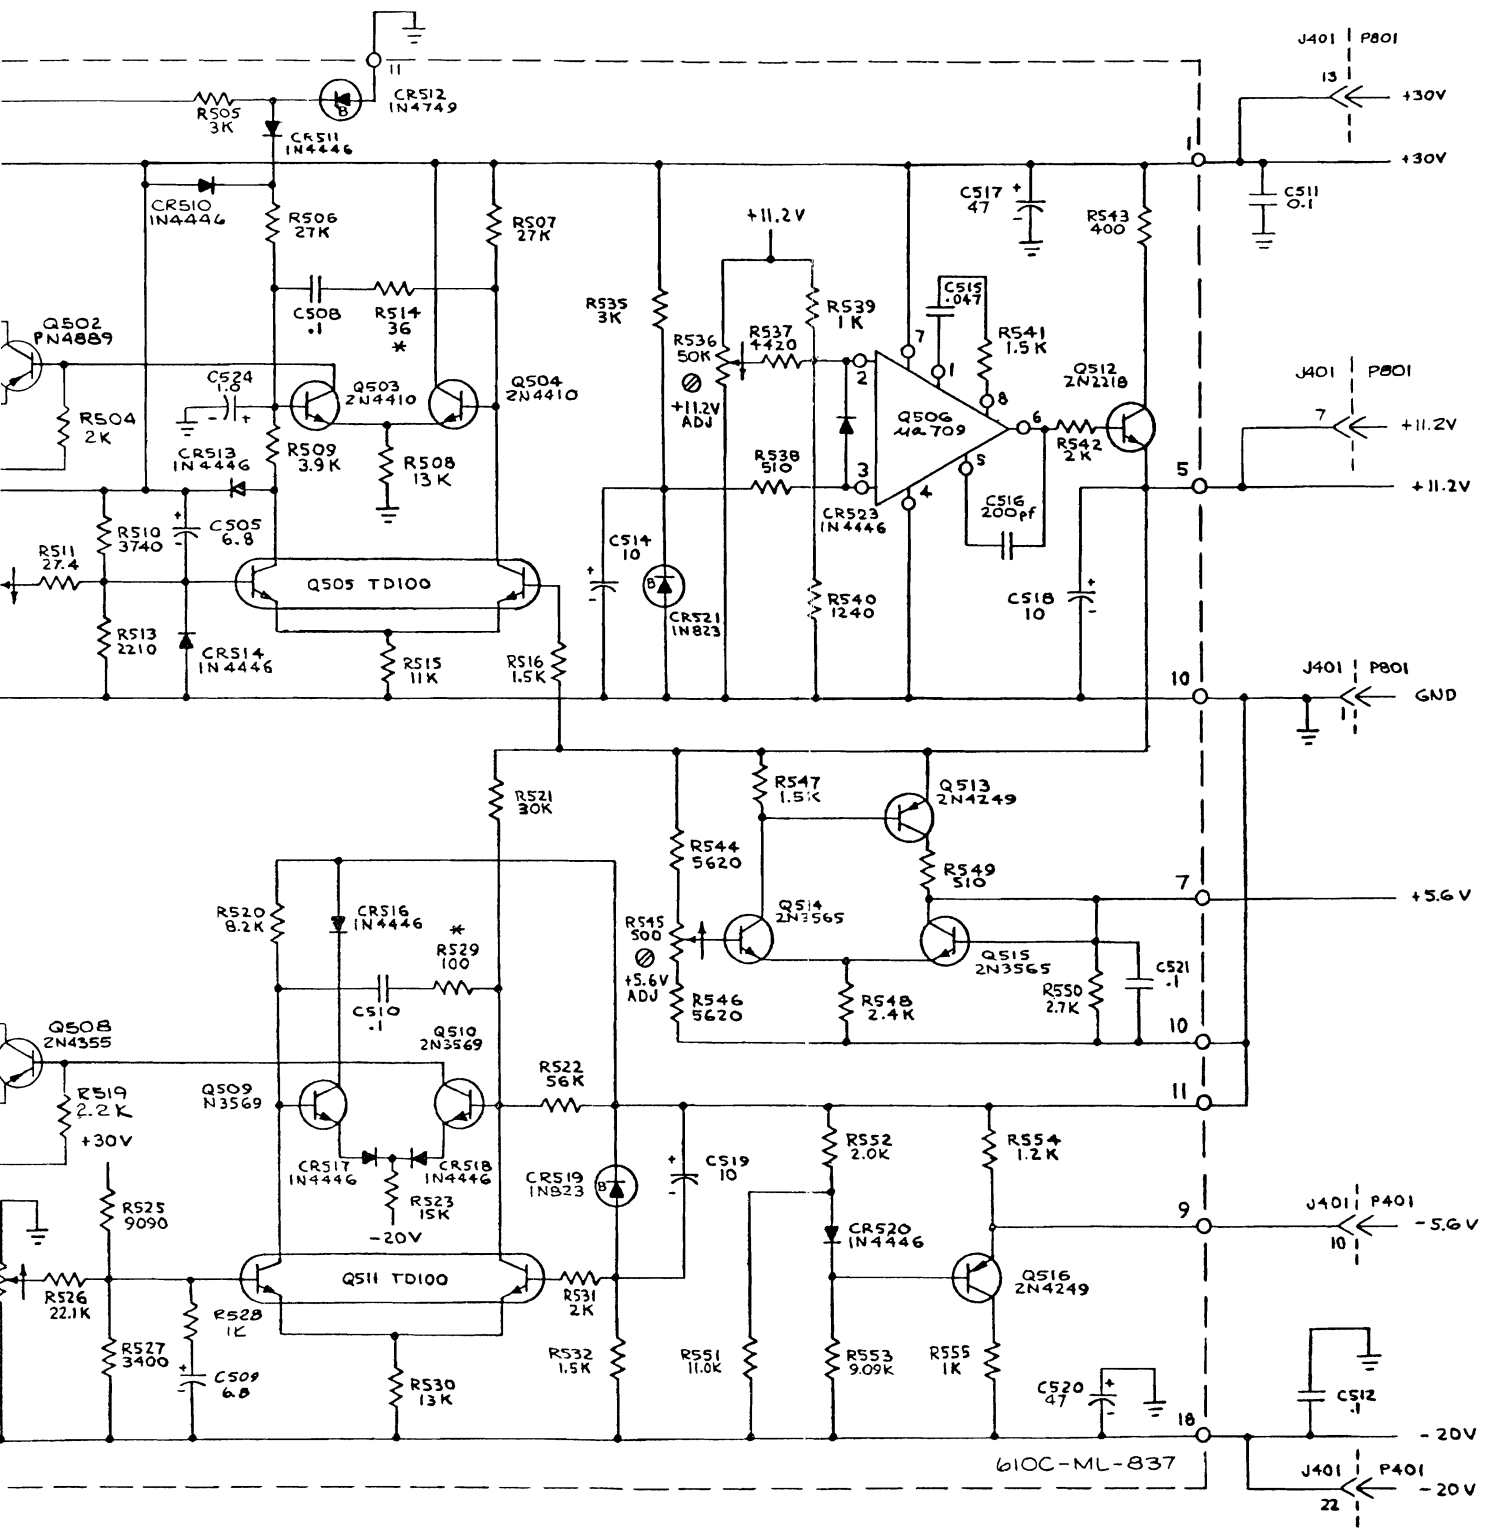 J401 P801
13
+30V
11
CR512
1N4749
B
R505
3K
CR511
1N4446
1
+30V
CR510
1N4446
R506
27K
R507
27K
+11.2V
C517
47
+
-
R543
400
C511
0.1
C508
.1
R514
36
*
R535
3K
R539
1K
C515
.047
R541
1.5K
Q502
PN4889
R536
50K
+11.2V
ADJ
R537
4420
7
1
2
8
Q512
2N2218
J401 P801
7
+11.2V
C524
1.0
-
+
Q503
2N4410
Q504
2N4410
R504
2K
Q506
µa 709
6
R542
2K
CR513
1N4446
R509
3.9K
R508
13K
R538
510
3
5
4
5
+11.2V
C516
200pf
CR523
1N4446
R510
3740
+
-
C505
6.8
R511
27.4
Q505 TD100
C514
10
+
-
B
CR521
1N823
R540
1240
C518
10
+
-
R513
2210
CR514
1N4446
R515
11K
R516
1.5K
10
J401 P801
1
GND
R521
30K
R547
1.5K
Q513
2N4249
R544
5620
R549
510
7
+5.6V
R520
8.2K
CR516
1N4446
*
R529
100
R545
500
+5.6V
ADJ
Q514
2N3565
Q515
2N3565
C521
.1
R550
2.7K
R546
5620
R548
2.4K
C510
.1
Q510
2N3569
10
Q508
2N4355
R519
2.2K
Q509
N3569
R522
56K
11
+30V
CR517
1N4446
CR518
1N4446
R523
15K
-20V
CR519
1N823
B
+
-
C519
10
R552
2.0K
R554
1.2K
R525
9090
CR520
1N4446
9
J401 P401
10
-5.6V
R526
22.1K
Q511 TD100
R531
2K
Q516
2N4249
R528
1K
R527
3400
+
-
C509
6.8
R530
13K
R532
1.5K
R551
11.0K
R553
9.09K
R555
1K
C520
47
+
-
C512
.1
18
-20V
610C-ML-837
J401 P401
22
-20V